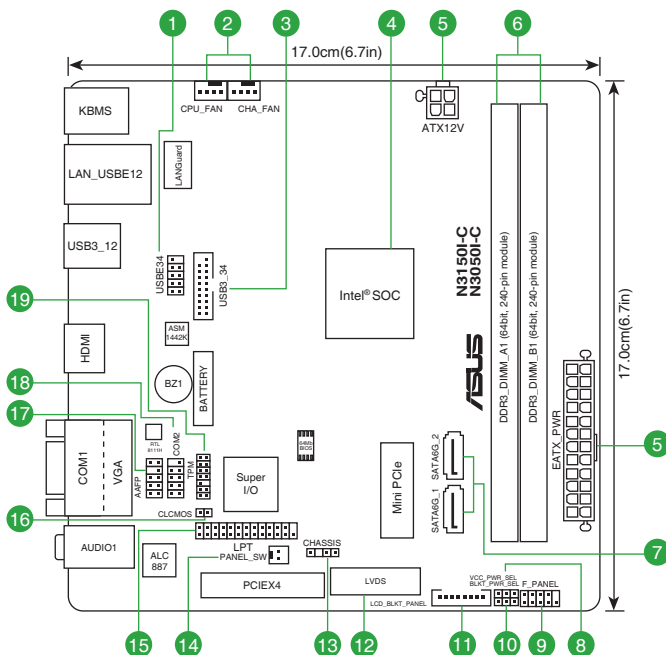 1 2 3 4 5 6
17.0cm(6.7in)
KBMS
CPU_FAN CHA_FAN
ATX12V
LANGuard
LAN_USBE12
USB3_12
USBE34
USB3_34
Intel® SOC
N3150I-C
N3050I-C
ASUS
DDR3_DIMM_A1 (64bit, 240-pin module)
DDR3_DIMM_B1 (64bit, 240-pin module)
17.0cm(6.7in)
19
ASM
1442K
HDMI
BZ1
BATTERY
18
17
EATX_PWR
5
COM1
VGA
RTL
8111H
COM2
AAFP
TPM
Super
I/O
64Mb
BIOS
Mini PCIe
SATA6G_2
SATA6G_1
7
16
CLCMOS
LPT
AUDIO1
ALC
887
PANEL_SW
CHASSIS
PCIEX4
LVDS
LCD_BLKT_PANEL
VCC_PWR_SEL
BLKT_PWR_SEL
F_PANEL
15 14 13 12 11 10 9 8